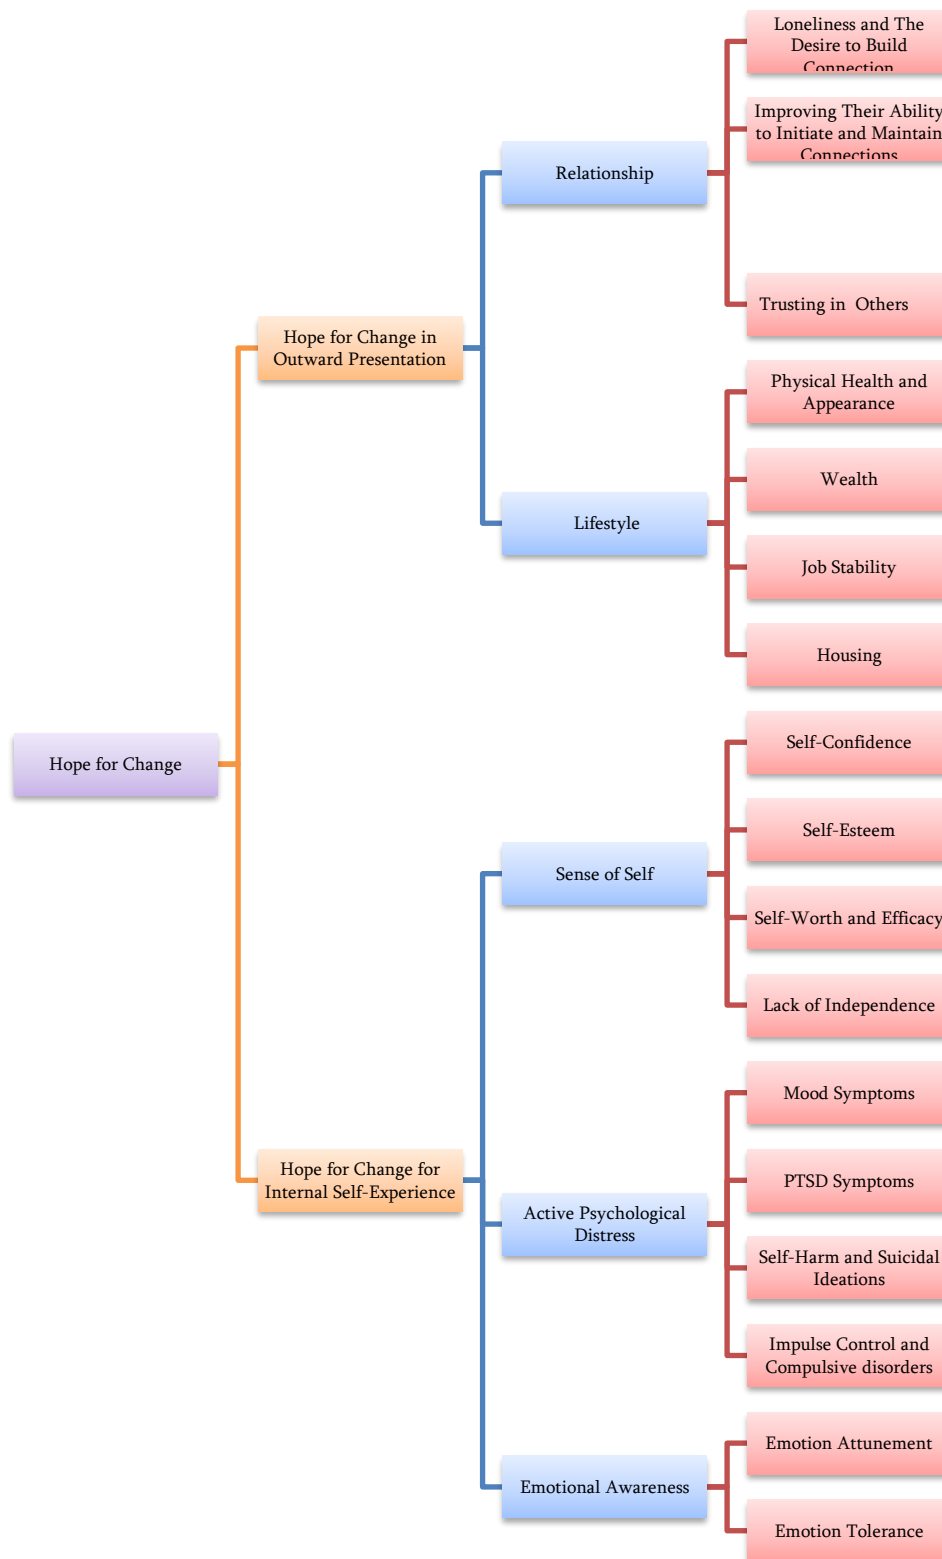 Loneliness and The
Desire to Build
Connection
Improving Their Ability
to Initiate and Maintain
Connections
Relationship
Trusting in Others
Hope for Change in
Outward Presentation
Physical Health and
Appearance
Wealth
Lifestyle
Job Stability
Housing
Hope for Change
Self-Confidence
Self-Esteem
Sense of Self
Self-Worth and Efficacy
Lack of Independence
Mood Symptoms
Hope for Change for
Internal Self-Experience
PTSD Symptoms
Active Psychological
Distress
Self-Harm and Suicidal
Ideations
Impulse Control and
Compulsive disorders
Emotion Attunement
Emotional Awareness
Emotion Tolerance